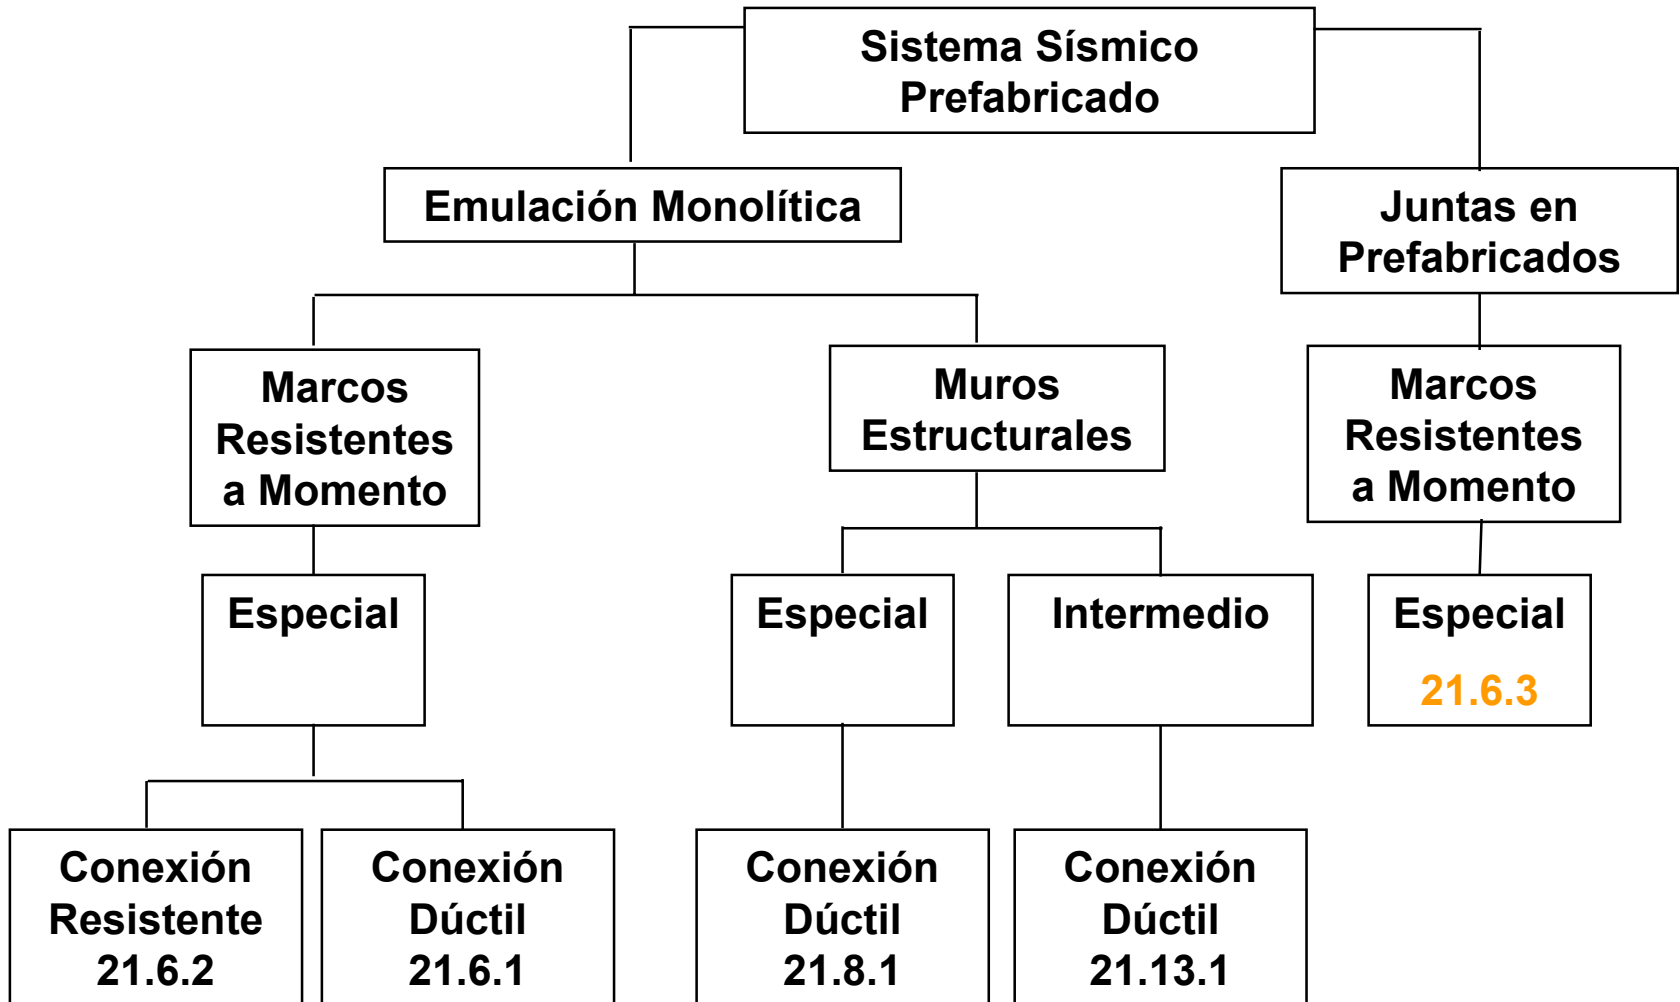 Sistema Sísmico
Prefabricado
Emulación Monolítica
Juntas en
Prefabricados
Marcos
Resistentes
a Momento
Muros
Estructurales
Marcos
Resistentes
a Momento
Especial
Especial
Intermedio
Especial
21.6.3
Conexión
Resistente
21.6.2
Conexión
Dúctil
21.6.1
Conexión
Dúctil
21.8.1
Conexión
Dúctil
21.13.1